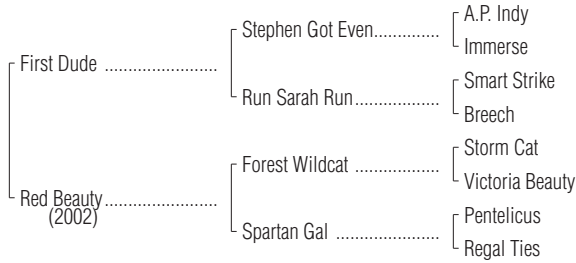 A.P. Indy
Stephen Got Even..............
Immerse
First Dude ........................
Smart Strike
Run Sarah Run..................
Breech
Storm Cat
Forest Wildcat ..................
Victoria Beauty
Red Beauty........................
(2002)
Pentelicus
Spartan Gal ......................
Regal Ties